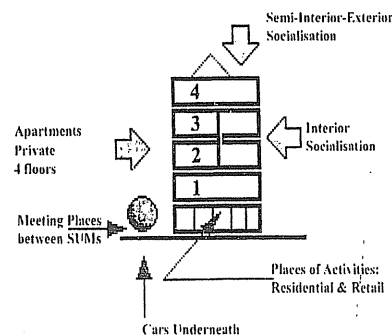 Semi-Interior-Exterior
Socialisation
4
3
2
1
Apartments
Private
4 floors
Interior
Socialisation
Meeting Places
between SUMs
Places of Activities:
Residential & Retail
Cars Underneath